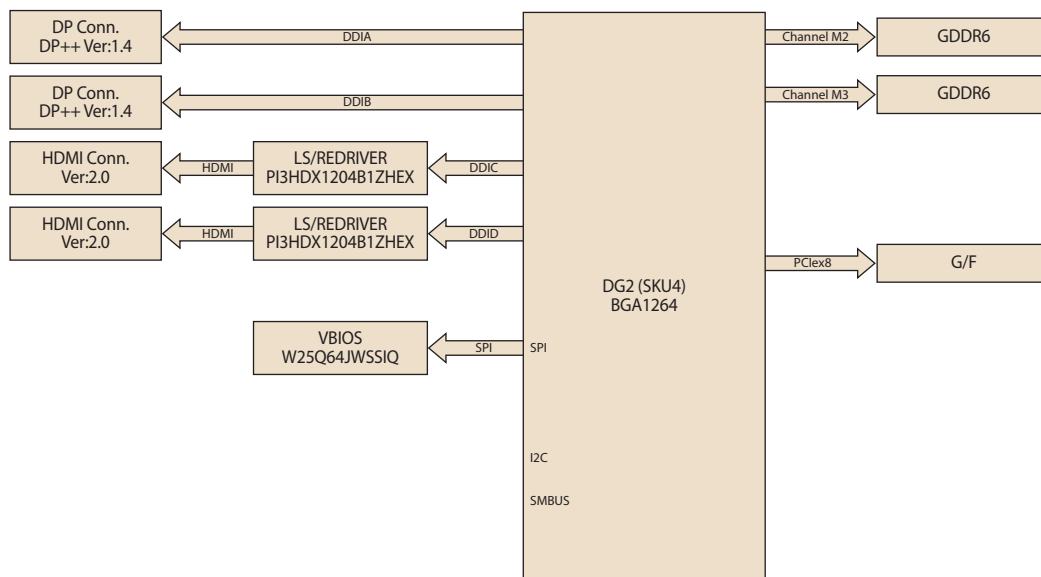 DP Conn.
DP++ Ver:1.4
DDIA
Channel M2
GDDR6
DP Conn.
DP++ Ver:1.4
DDIB
Channel M3
GDDR6
HDMI Conn.
Ver:2.0
HDMI
LS/REDRIVER
PI3HDX1204B1ZHEX
DDIC
HDMI Conn.
Ver:2.0
HDMI
LS/REDRIVER
PI3HDX1204B1ZHEX
DDID
PCIex8
G/F
DG2 (SKU4)
BGA1264
VBIOS
W25Q64JWSSIQ
SPI
SPI
I2C
SMBUS